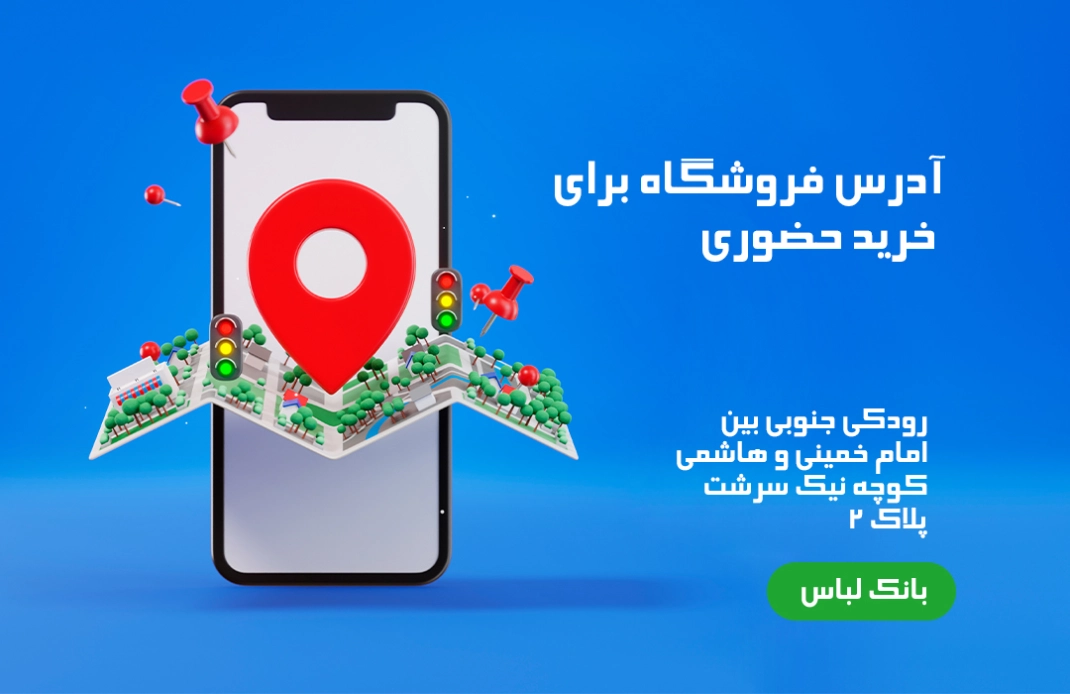 آدرس فروشگاه برای
خرید حضوری
رودکی جنوبی بین
امام خمینی و هاشمی
کوچه نیک سرشت
پلاک ۲
بانک لباس